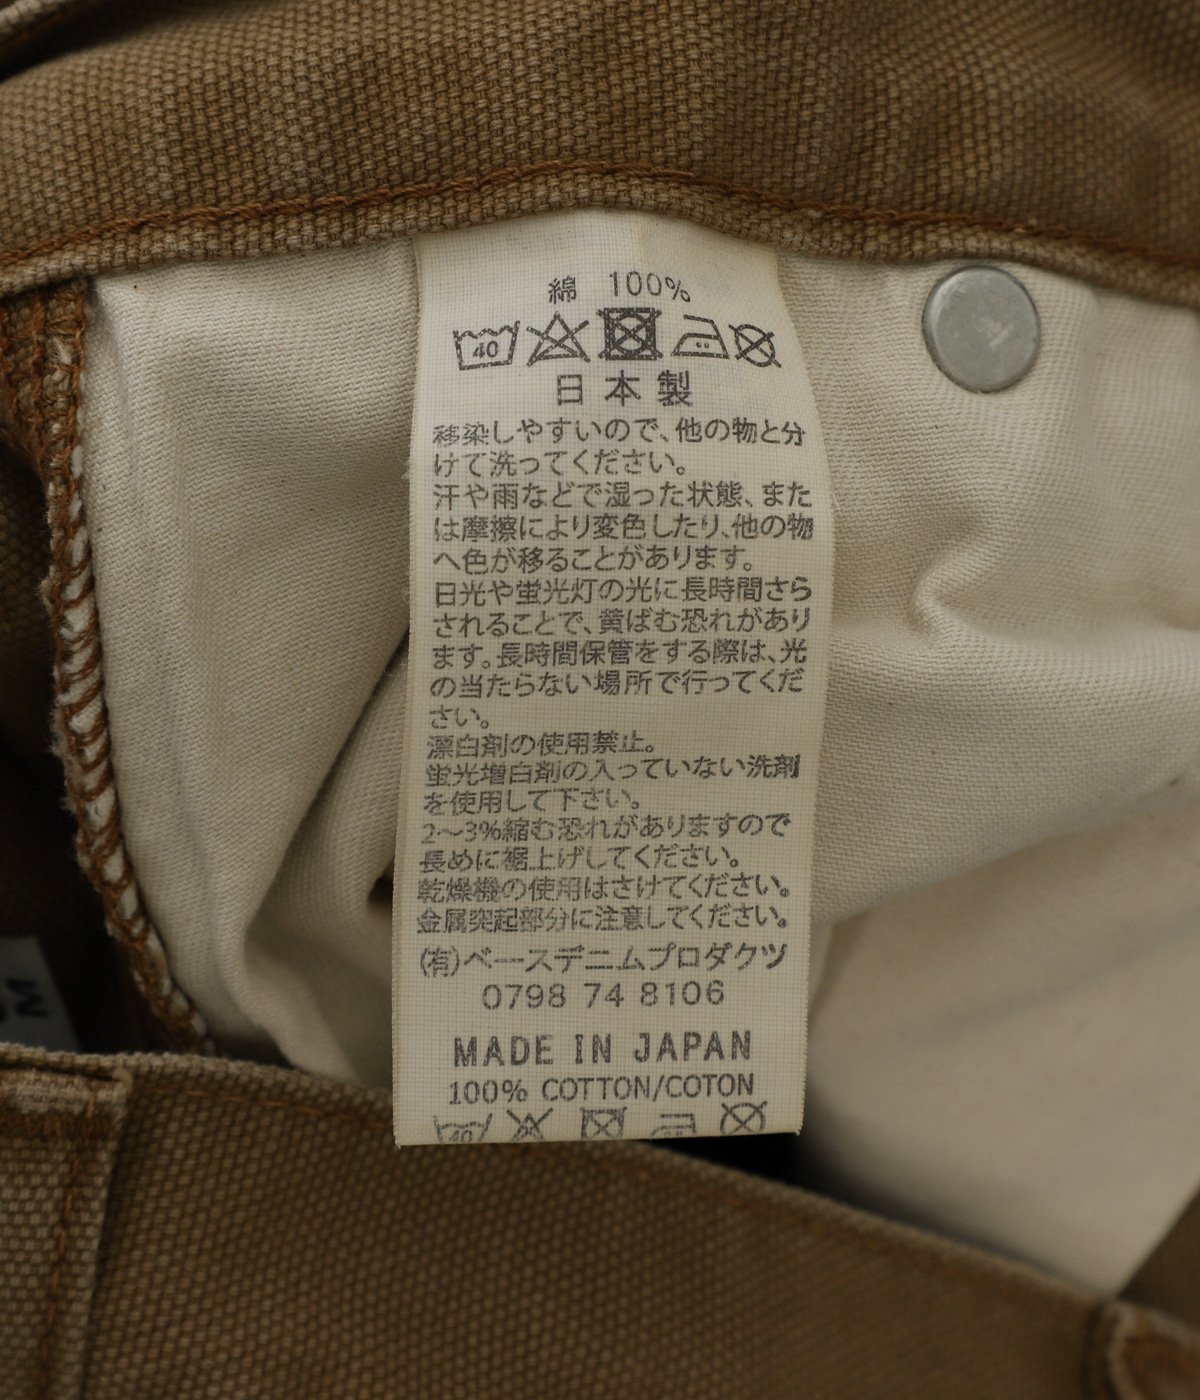 綿 100%
40
日本製
移染しやすいので、他の物と分
けて洗ってください。
汗や雨などで湿った状態、また
は摩擦により変色したり、他の物
へ色が移ることがあります。
日光や蛍光灯の光に長時間さら
されることで、黄ばむ恐れがあり
ます。長時間保管をする際は、光
の当たらない場所で行ってくだ
さい。
漂白剤の使用禁止。
蛍光増白剤の入っていない洗剤
を使用して下さい。
2〜3%縮む恐れがありますので
長めに裾上げしてください。
乾燥機の使用はさけてください。
金属突起部分に注意してください。
(有)ベースデニムプロダクツ
0798 74 8106
MADE IN JAPAN
100% COTTON/COTON
40